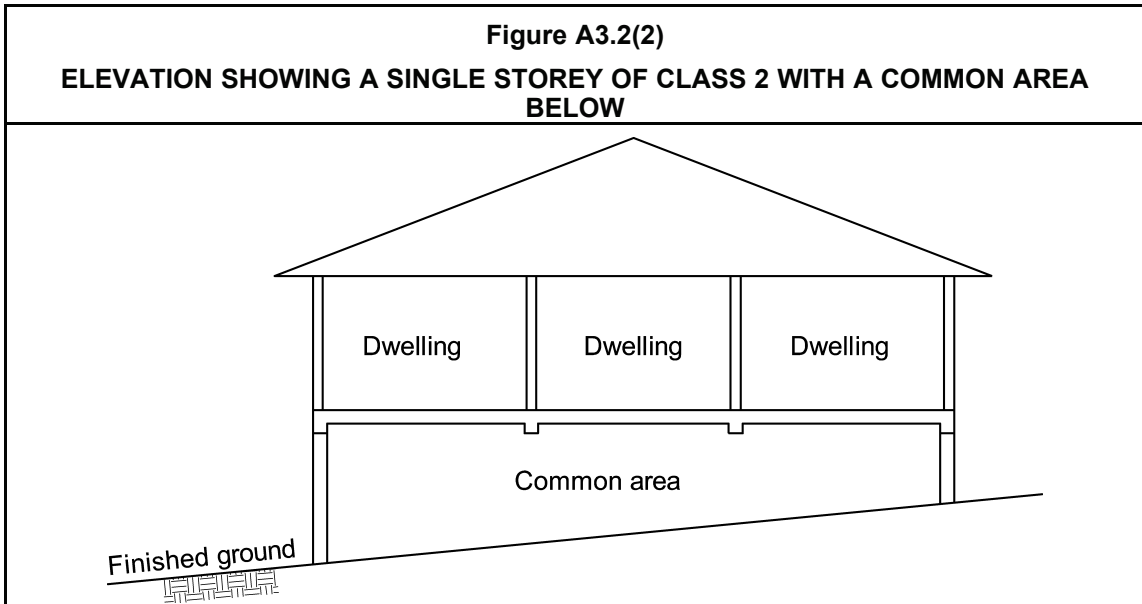 Figure A3.2(2)
ELEVATION SHOWING A SINGLE STOREY OF CLASS 2 WITH A COMMON AREA
BELOW
Dwelling
Dwelling
Dwelling
Common area
Finished ground